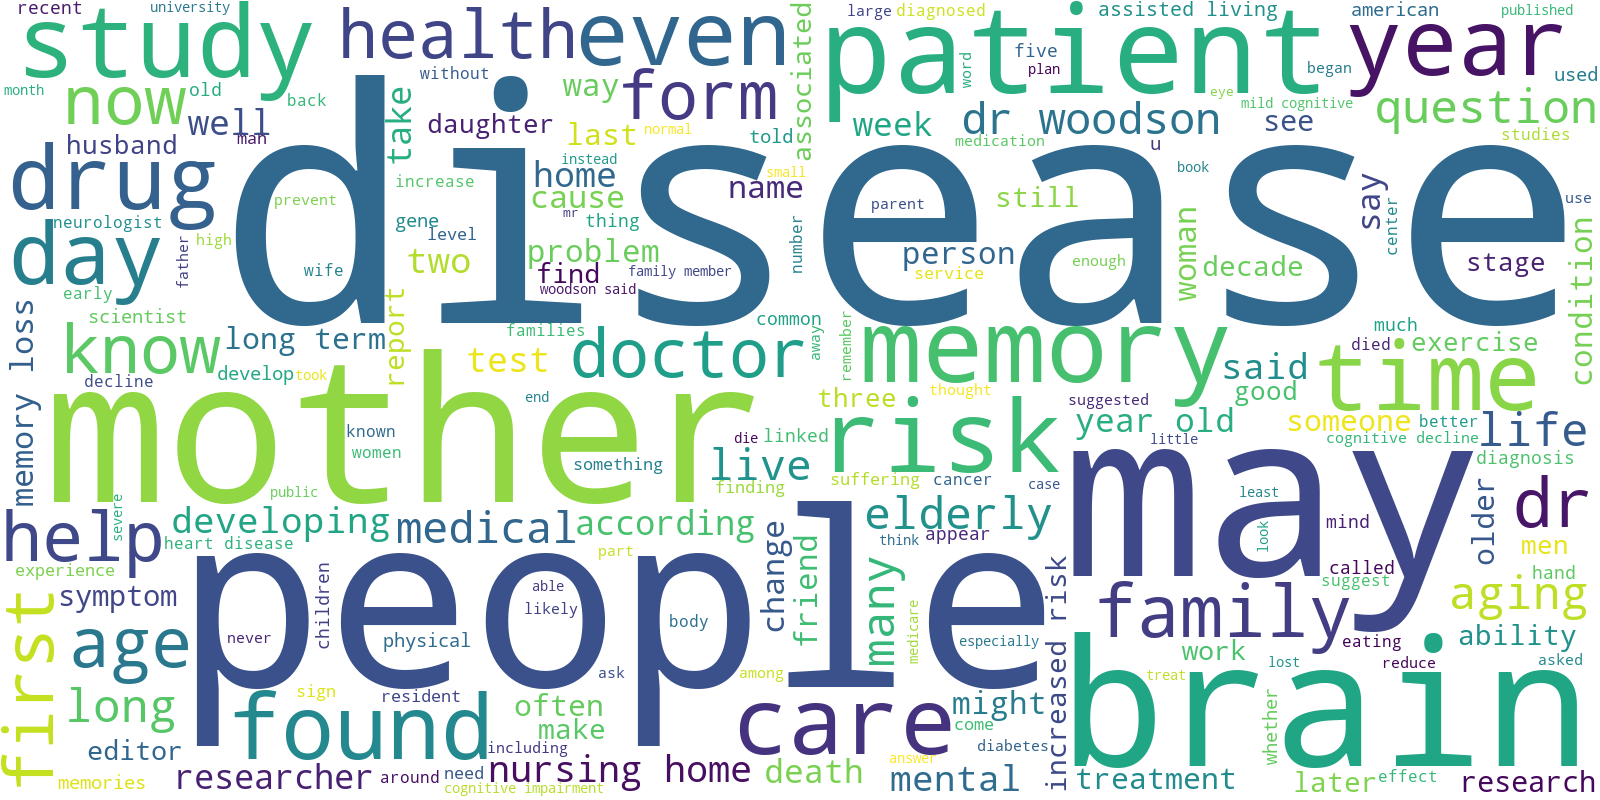 recent
university
study
health
even
large
diagnosed
assisted living
american
published
patient
year
month
now
old
back
without
way
form
associated
word
five
plan
began
used
well
man
husband
take
daughter
last
normal
told
week
dr woodson
eye
mild cognitive
see
question
studies
drug
disease
instead
home
small
name
medication
u
book
say
center
use
neurologist
increase
prevent
cause
mr
thing
still
parent
day
father
high
wife
gene
level
two
problem
find
family member
woodson said
number
person
service
enough
woman
decade
stage
condition
early
scientist
know
long term
report
families
common
away
remember
memory
much
died
exercise
memory loss
decline
develop
took
test
doctor
said
time
end
three
thought
suggested
good
mother
known
women
die
linked
something
live
risk
year old
little
someone
better
cognitive decline
life
public
finding
suffering
cancer
case
may
least
diagnosis
severe
help
developing
heart disease
medical
according
part
change
elderly
think
appear
look
mind
older
dr
men
experience
symptom
people
children
able
likely
body
friend
many
medicare
especially
increased risk
called
suggest
hand
family
aging
first
age
never
physical
ask
among
eating
ability
work
lost
reduce
asked
brain
treat
long
sign
resident
found
often
make
care
might
come
whether
editor
including
diabetes
memories
researcher
around
need
nursing home
cognitive impairment
death
answer
mental
treatment
later
effect
research